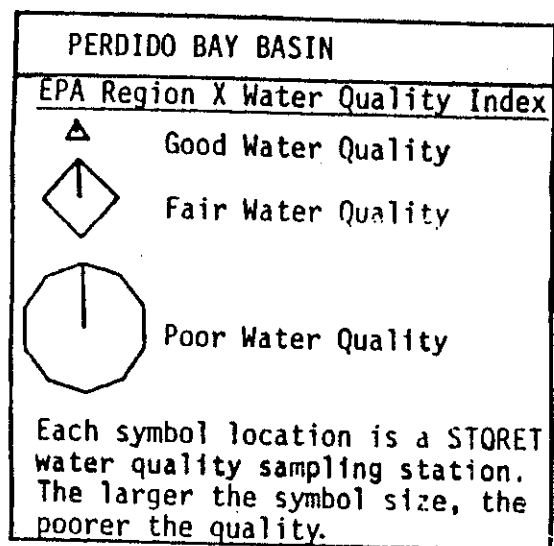 PERDIDO BAY BASIN
EPA Region X Water Quality Index
Good Water Quality
Fair Water Quality
Poor Water Quality
Each symbol location is a STORET
water quality sampling station.
The larger the symbol size, the
poorer the quality.